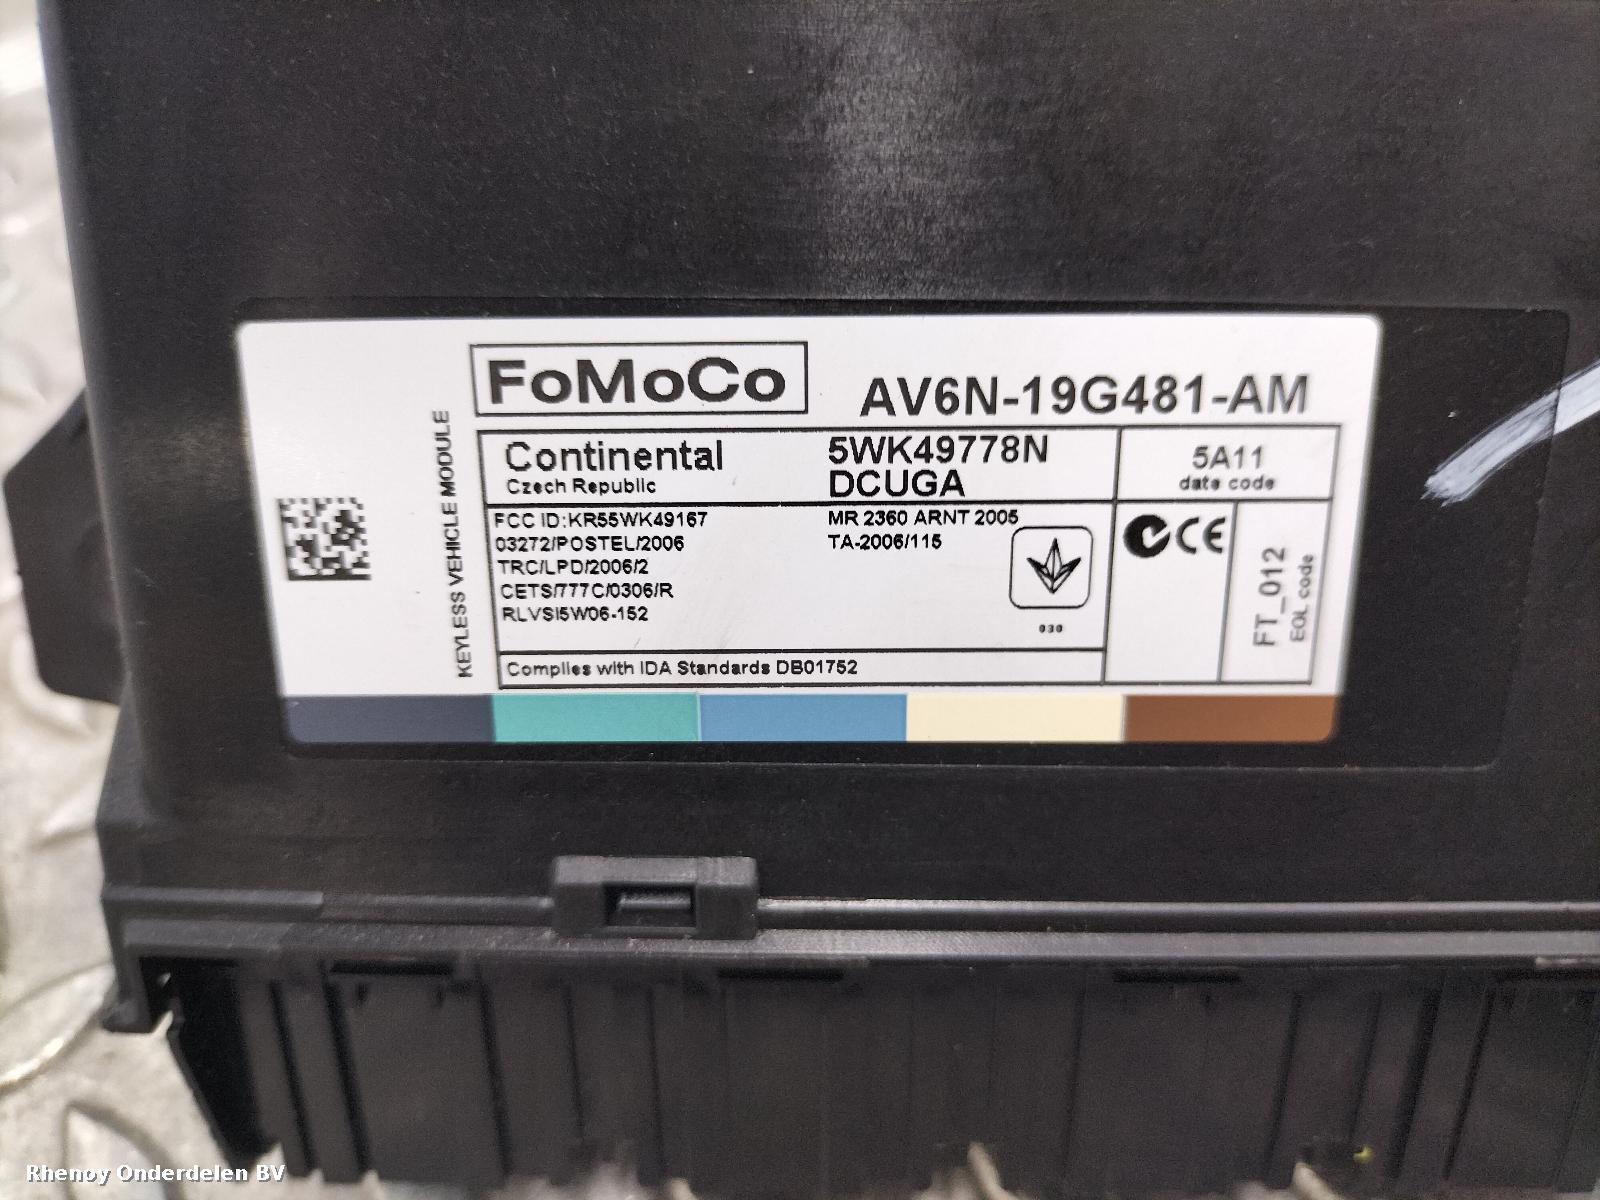 FoMoCo
AV6N-19G481-AM
KEYLESS VEHICLE MODULE
Continental
Czech Republic
5WK49778N
DCUGA
5A11
date code
FCC ID:KR55WK49167
03272/POSTEL/2006
TRC/LPD/2006/2
CETS/777C/0306/R
RLVSI5W06-152
MR 2360 ARNT 2005
TA-2006/115
030
CE
FT_012
EOL code
Complies with IDA Standards DB01752
Rhenoy Onderdelen BV